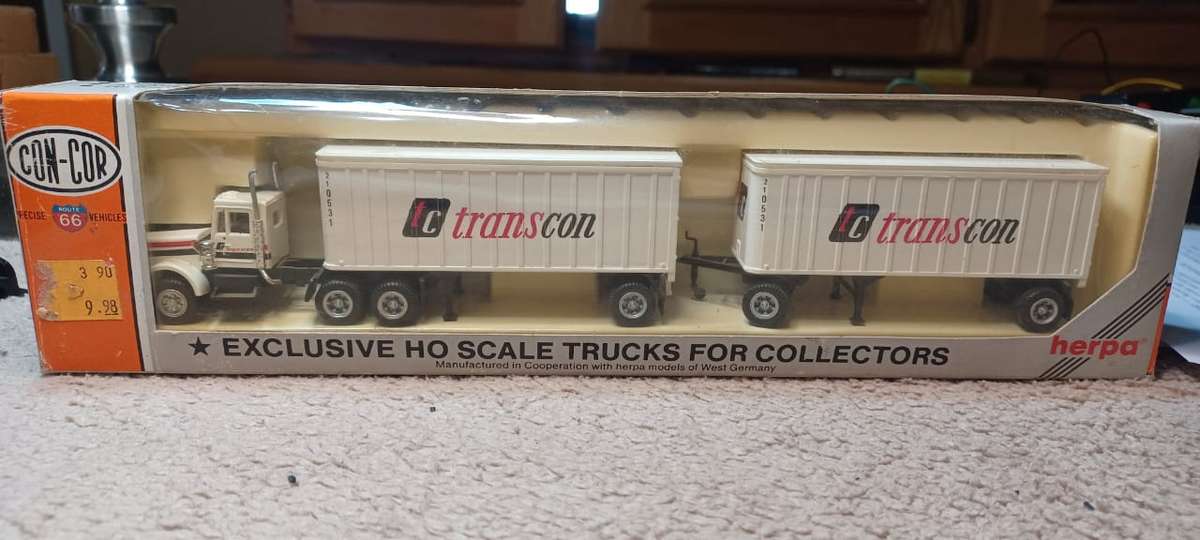 CON-COR
ECISE ROUTE 66 VEHICLES
3 90
9.98
210531
tc transcon
210531
tc transcon
★ EXCLUSIVE HO SCALE TRUCKS FOR COLLECTORS
Manufactured in Cooperation with herpa models of West Germany
herpa